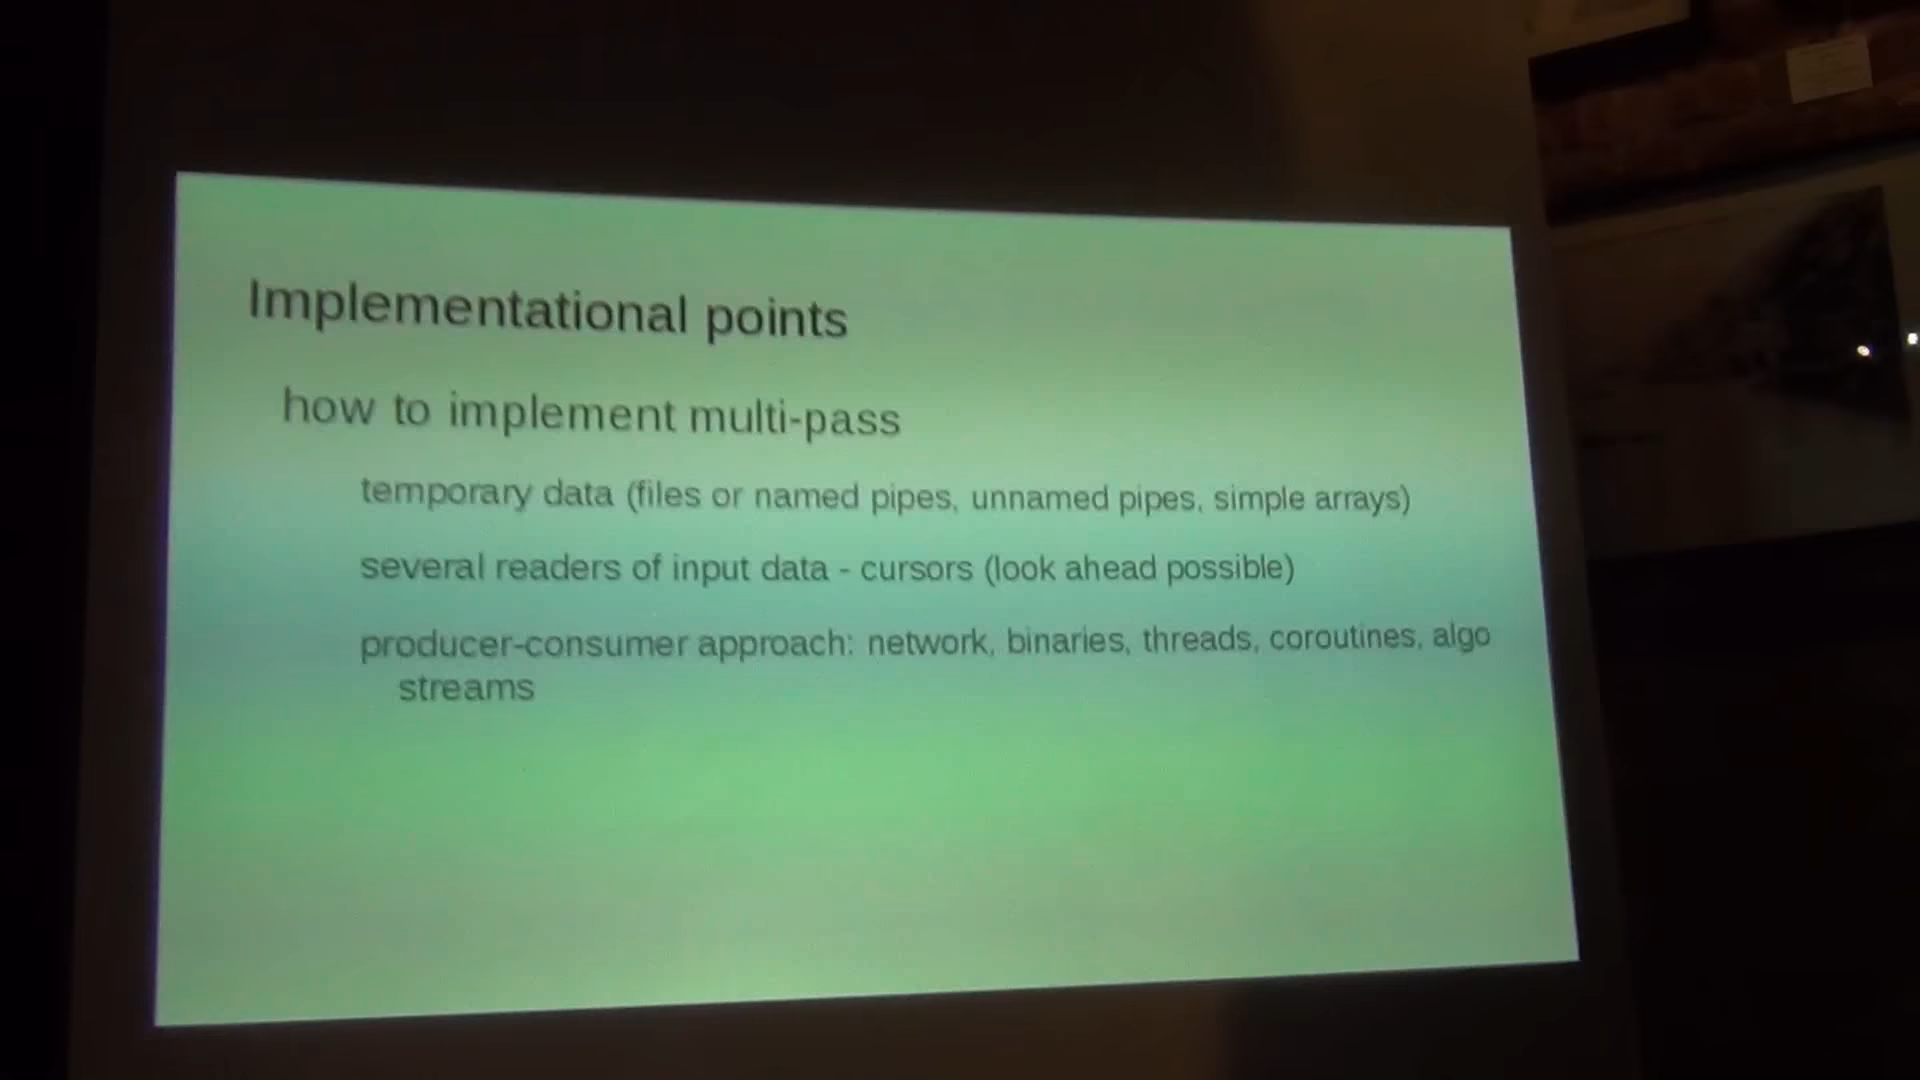 Implementational points
how to implement multi-pass
temporary data (files or named pipes, unnamed pipes, simple arrays)
several readers of input data - cursors (look ahead possible)
producer-consumer approach: network, binaries, threads, coroutines, algo
streams